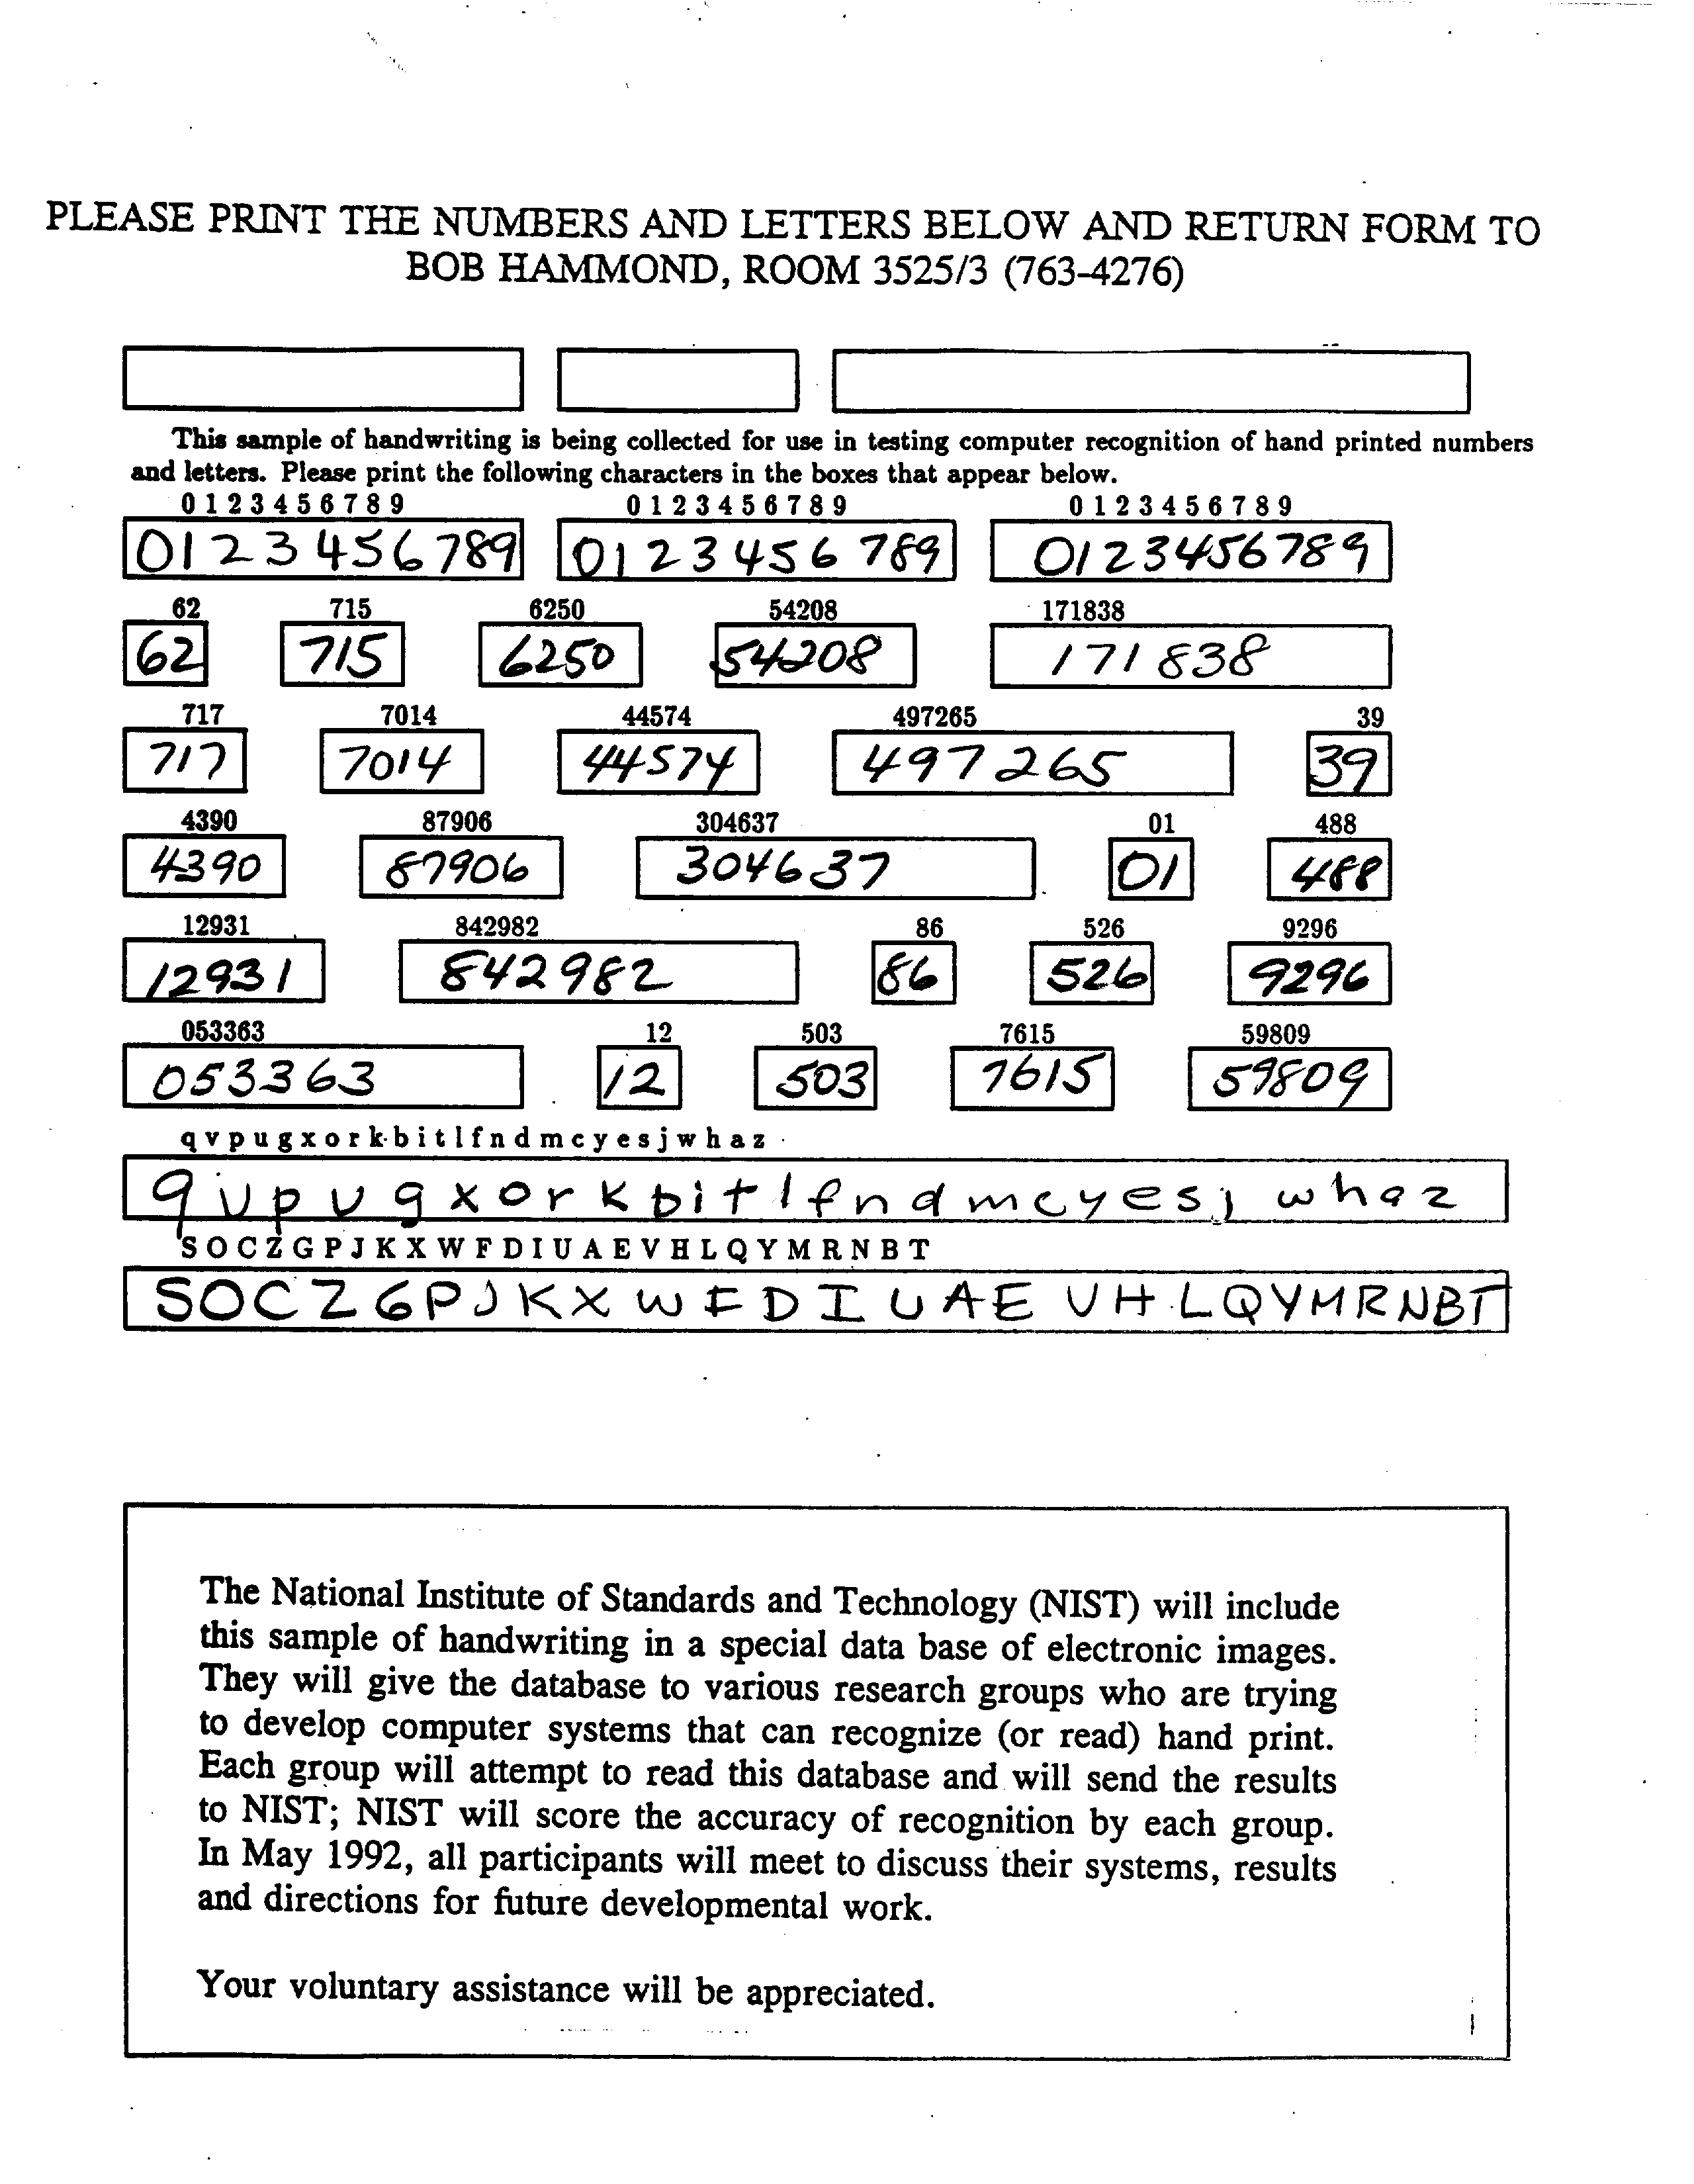 PLEASE PRINT THE NUMBERS AND LETTERS BELOW AND RETURN FORM TO
BOB HAMMOND, ROOM 3525/3 (763-4276)
This sample of handwriting is being collected for use in testing computer recognition of hand printed numbers
and letters. Please print the following characters in the boxes that appear below.
0 1 2 3 4 5 6 7 8 9 0 1 2 3 4 5 6 7 8 9 0 1 2 3 4 5 6 7 8 9
0123456789 0123456789 0123456789
62 715 6250 54208 171838
62 715 6250 54208 171838
717 7014 44574 497265 39
717 7014 44574 497265 39
4390 87906 304637 01 488
4390 87906 304637 01 488
12931 842982 86 526 9296
12931 842982 86 526 9296
053363 12 503 7615 59809
053363 12 503 7615 59809
q v p u g x o r k b i t l f n d m c y e s j w h a z
q v p u g x o r k b i t l f n d m c y e s j w h a z
S O C Z G P J K X W F D I U A E V H L Q Y M R N B T
S O C Z G P J K X W F D I U A E V H L Q Y M R N B T
The National Institute of Standards and Technology (NIST) will include
this sample of handwriting in a special data base of electronic images.
They will give the database to various research groups who are trying
to develop computer systems that can recognize (or read) hand print.
Each group will attempt to read this database and will send the results
to NIST; NIST will score the accuracy of recognition by each group.
In May 1992, all participants will meet to discuss their systems, results
and directions for future developmental work.
Your voluntary assistance will be appreciated.